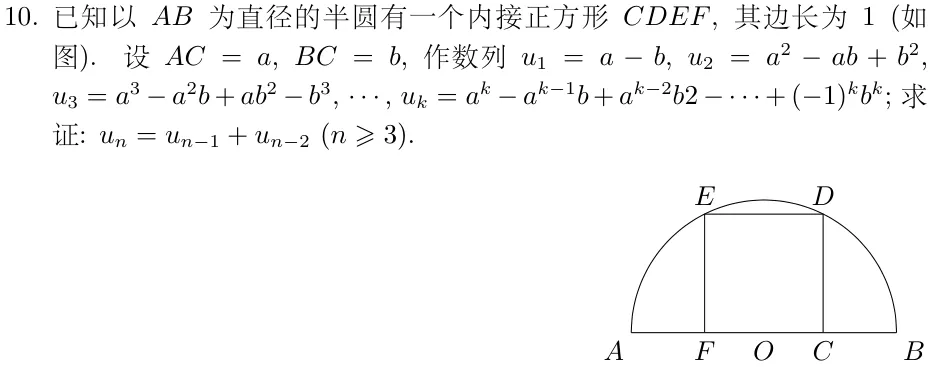 10. 已知以 AB 为直径的半圆有一个内接正方形 CDEF, 其边长为 1 (如
图). 设 AC = a, BC = b, 作数列 u₁ = a − b, u₂ = a² − ab + b²,
u₃ = a³ − a²b + ab² − b³, ⋯, uₖ = aᵏ − aᵏ⁻¹b + aᵏ⁻²b2 − ⋯ + (−1)ᵏbᵏ; 求
证: uₙ = uₙ₋₁ + uₙ₋₂ (n ⩾ 3).
E D
A F O C B